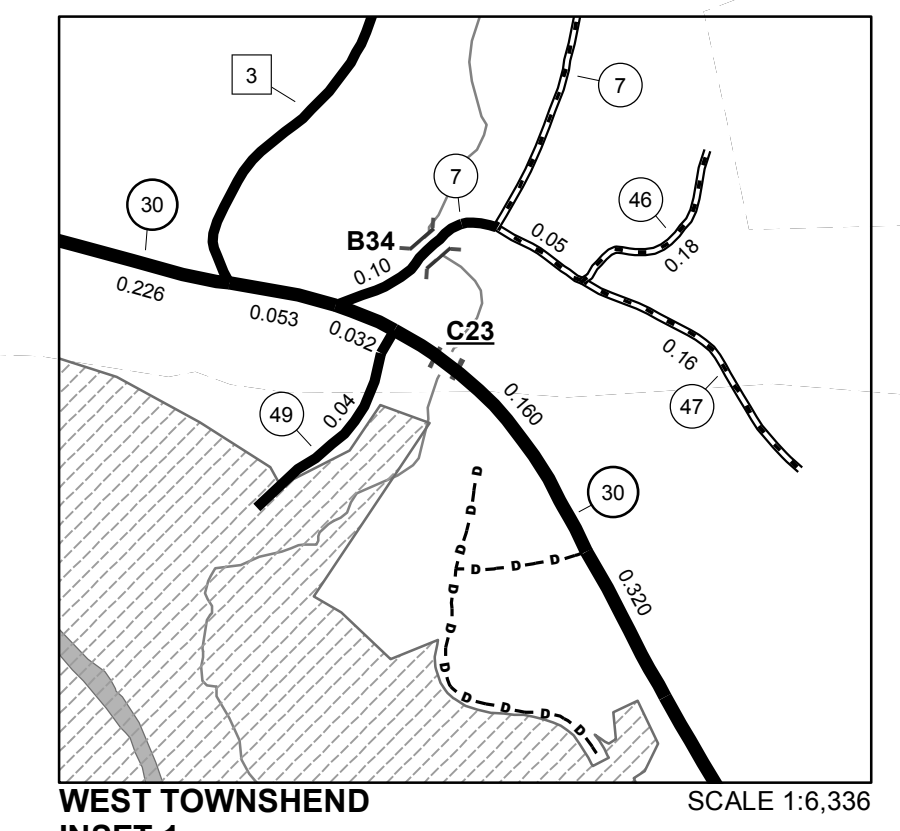 3
7
7
30
46
B34
0.05
0.18
0.10
0.226
0.053
0.032
C23
0.16
47
49
0.04
0.160
30
D
D
D
D D D
D
D
D
D
D D D D
0.320
WEST TOWNSHEND
SCALE 1:6,336
INSET 1